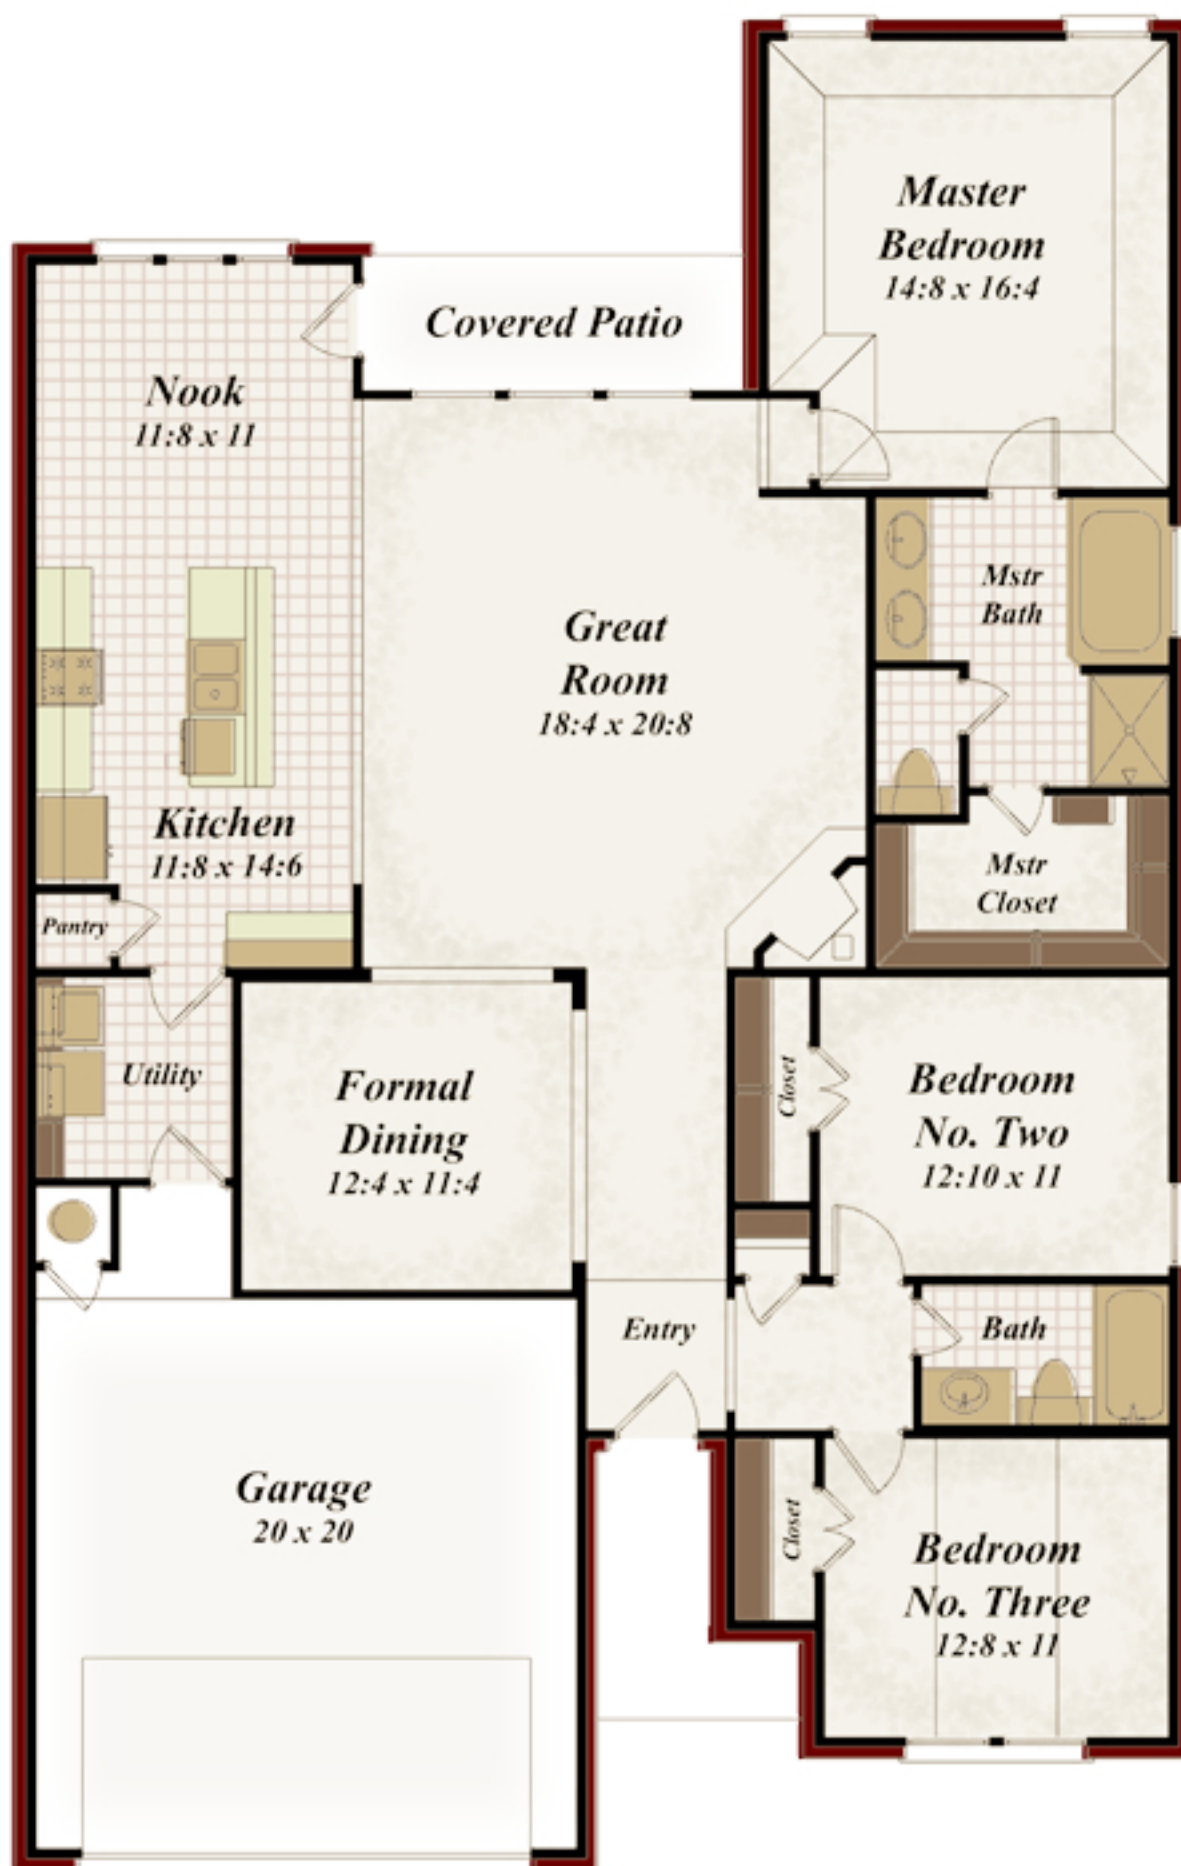 Master
Bedroom
14:8 x 16:4
Covered Patio
Nook
11:8 x 11
Mstr
Bath
Great
Room
18:4 x 20:8
Kitchen
11:8 x 14:6
Mstr
Closet
Pantry
Utility
Formal
Dining
12:4 x 11:4
Closet
Bedroom
No. Two
12:10 x 11
Entry
Bath
Garage
20 x 20
Closet
Bedroom
No. Three
12:8 x 11